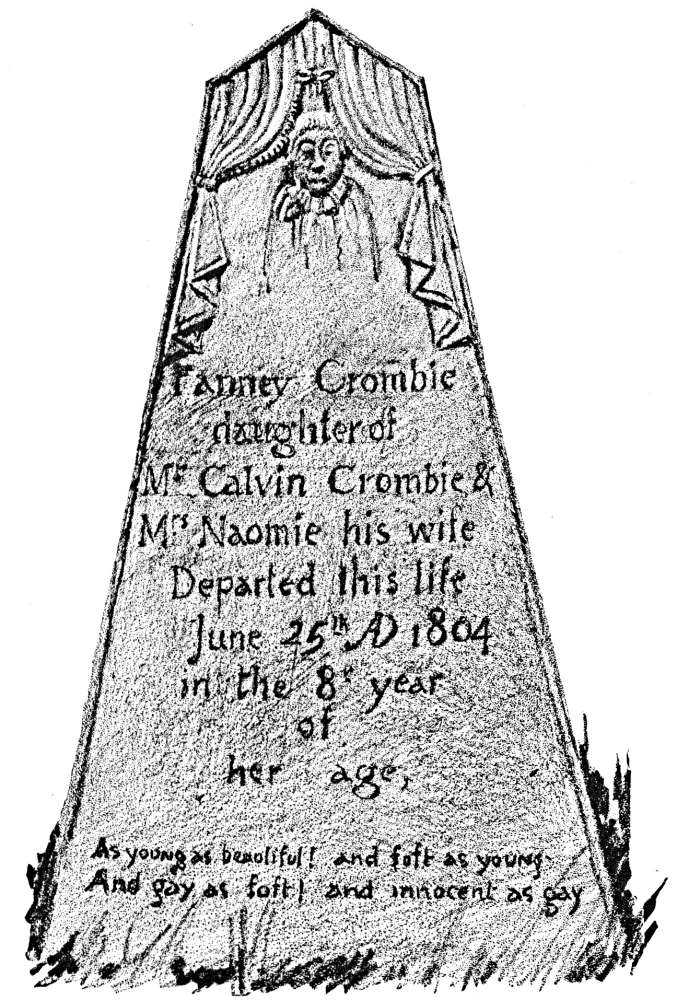 Fanney Crombie
daughter of
Mr Calvin Crombie &
Mrs Naomie his wife
Departed this life
June 25th AD 1804
in the 8e year
of
her age,
As young as beautiful! and ſoft as young
And gay as ſoft! and innocent as gay